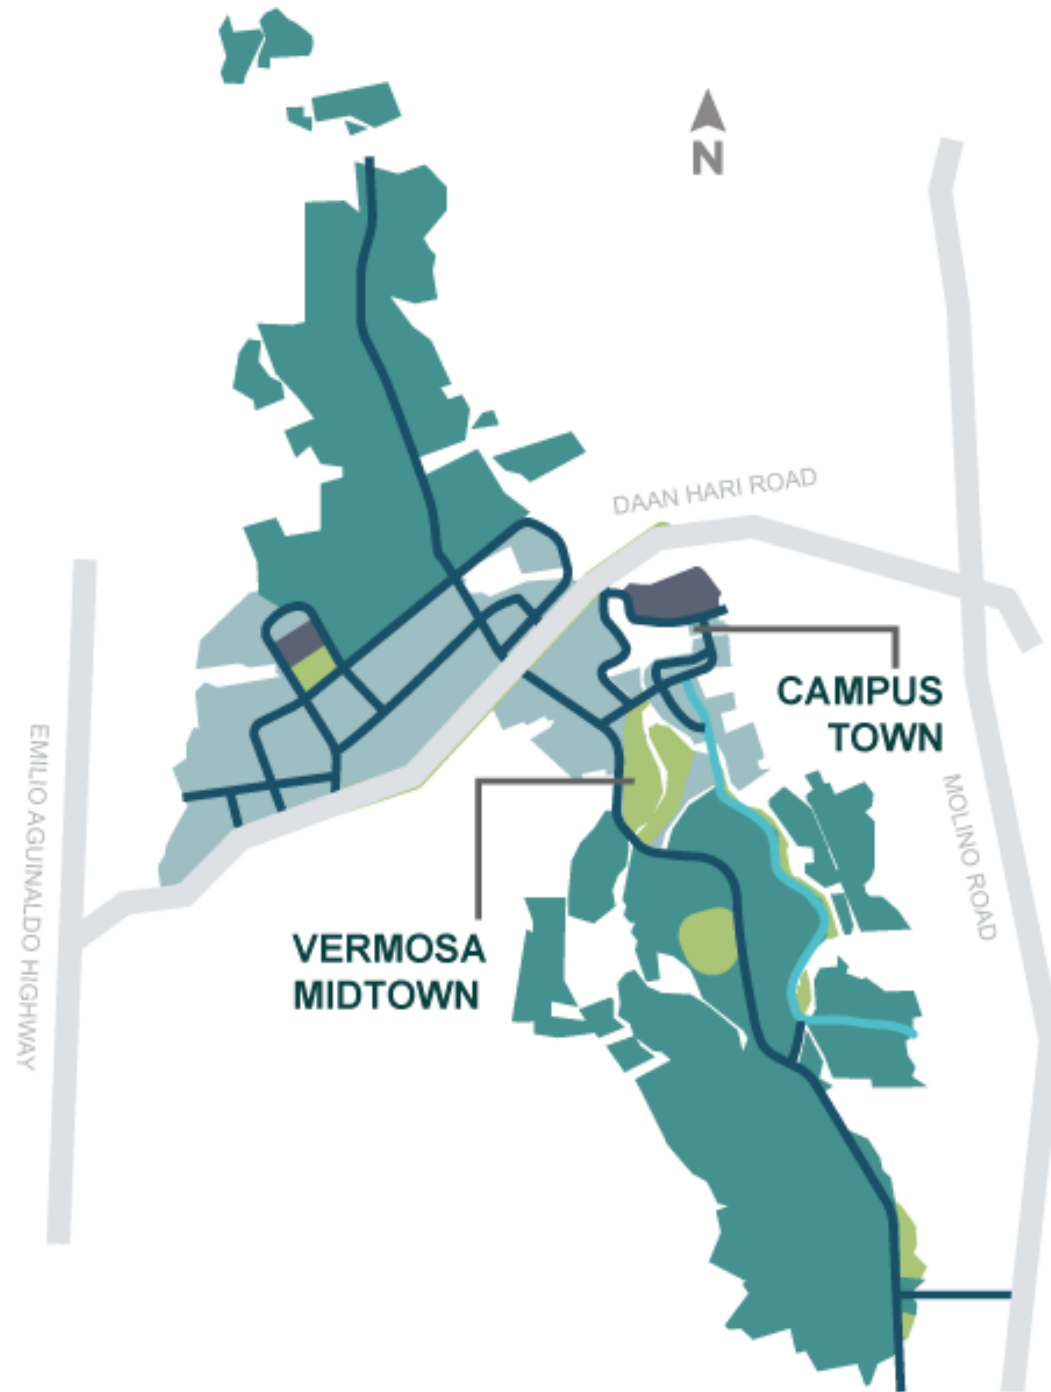 N
DAAN HARI ROAD
CAMPUS
TOWN
EMILIO AGUINALDO HIGHWAY
MOLINO ROAD
VERMOSA
MIDTOWN